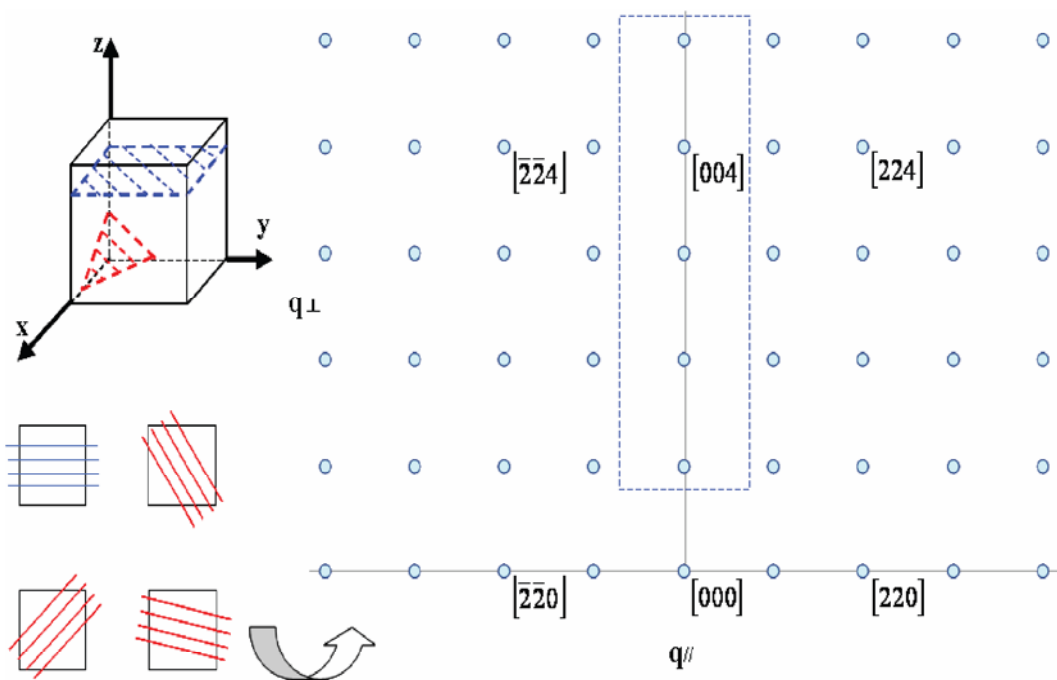 z
y
x
q⊥
[2̅2̅4] [004] [224]
[2̅2̅0] [000] [220]
q//